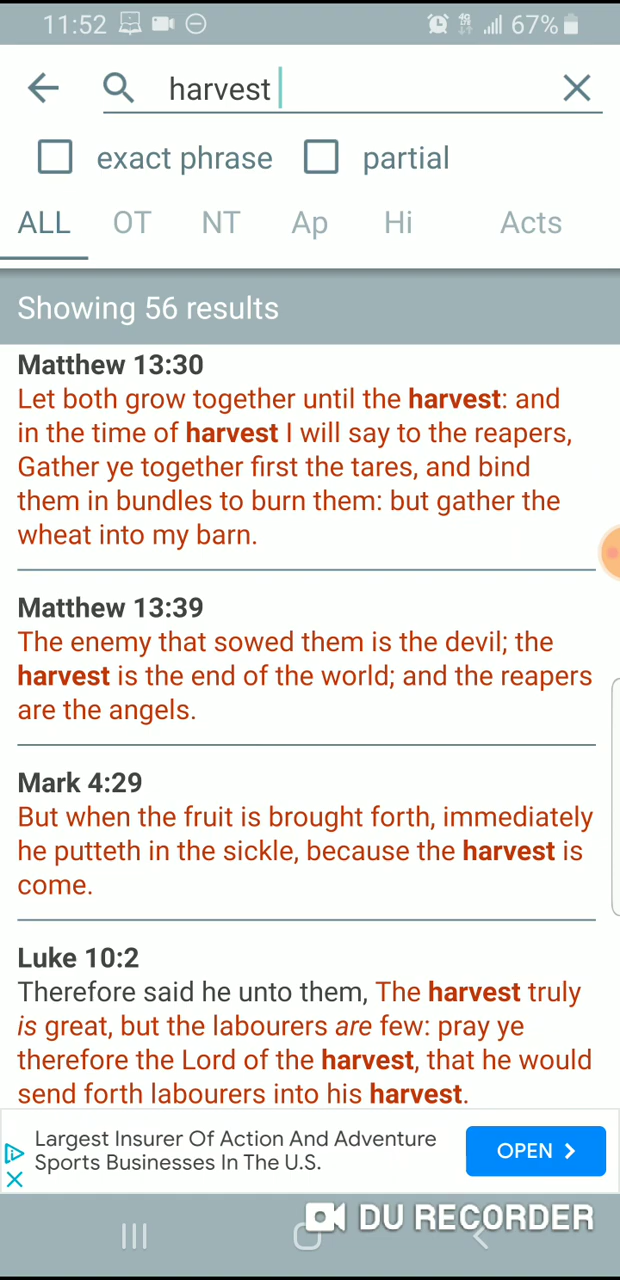 11:52 67%
harvest
exact phrase partial
ALL OT NT Ap Hi Acts
Showing 56 results
Matthew 13:30
Let both grow together until the harvest: and
in the time of harvest I will say to the reapers,
Gather ye together first the tares, and bind
them in bundles to burn them: but gather the
wheat into my barn.
Matthew 13:39
The enemy that sowed them is the devil; the
harvest is the end of the world; and the reapers
are the angels.
Mark 4:29
But when the fruit is brought forth, immediately
he putteth in the sickle, because the harvest is
come.
Luke 10:2
Therefore said he unto them, The harvest truly
is great, but the labourers are few: pray ye
therefore the Lord of the harvest, that he would
send forth labourers into his harvest.
Largest Insurer Of Action And Adventure
Sports Businesses In The U.S.
OPEN
DU RECORDER